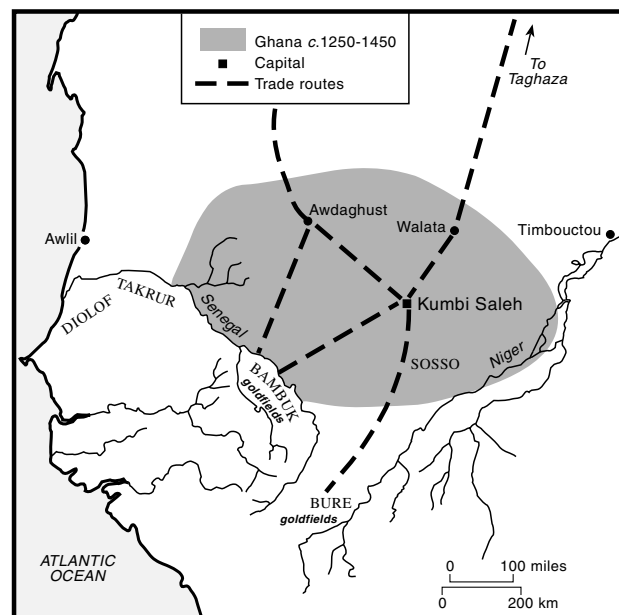 Ghana c.1250-1450
Capital
Trade routes
To
Taghaza
Awdaghust
Walata
Timbouctou
Awlil
Kumbi Saleh
TAKRUR
DIOLOF
Senegal
SOSSO
Niger
BAMBUK
goldfields
BURE
goldfields
ATLANTIC
OCEAN
0 100 miles
0 200 km